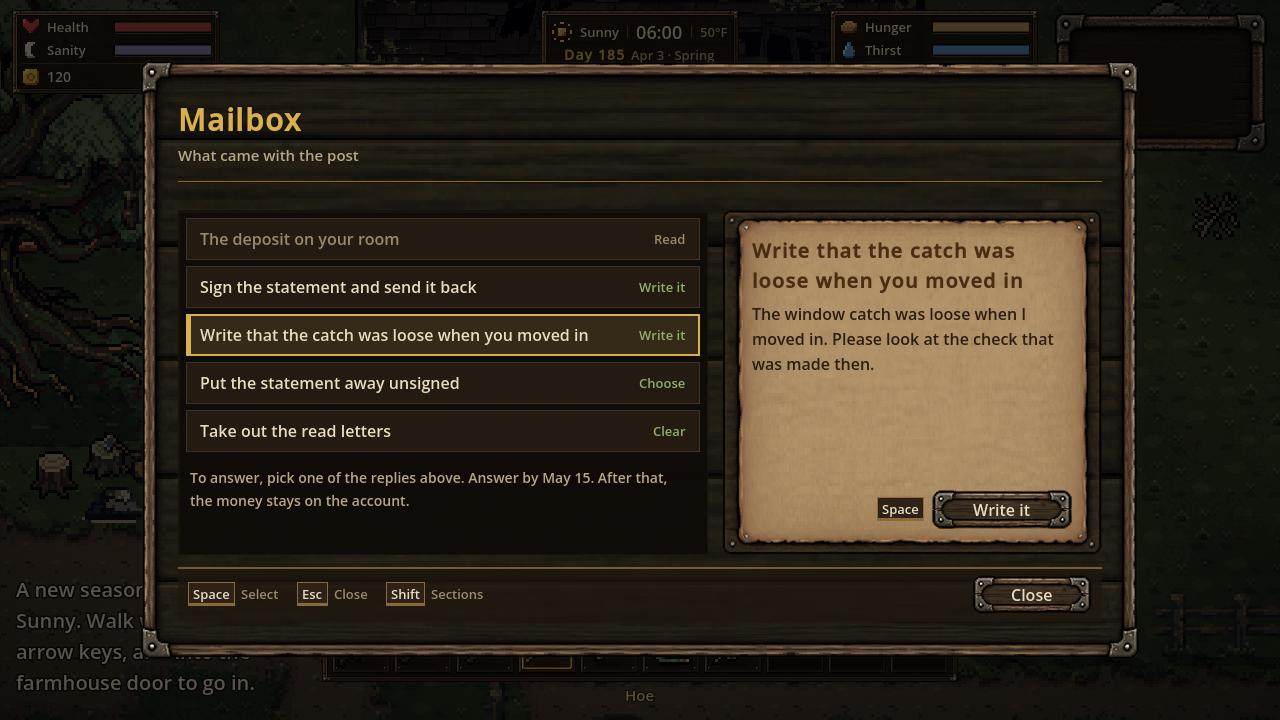 Health
Sanity
120
Sunny 06:00 50°F
Day 185 Apr 3 · Spring
Hunger
Thirst
Mailbox
What came with the post
The deposit on your room Read
Sign the statement and send it back Write it
Write that the catch was loose when you moved in Write it
Put the statement away unsigned Choose
Take out the read letters Clear
To answer, pick one of the replies above. Answer by May 15. After that,
the money stays on the account.
Write that the catch was
loose when you moved in
The window catch was loose when I
moved in. Please look at the check that
was made then.
Space Write it
Space Select Esc Close Shift Sections
Close
A new season
Sunny. Walk
arrow keys, a
farmhouse door to go in.
Hoe